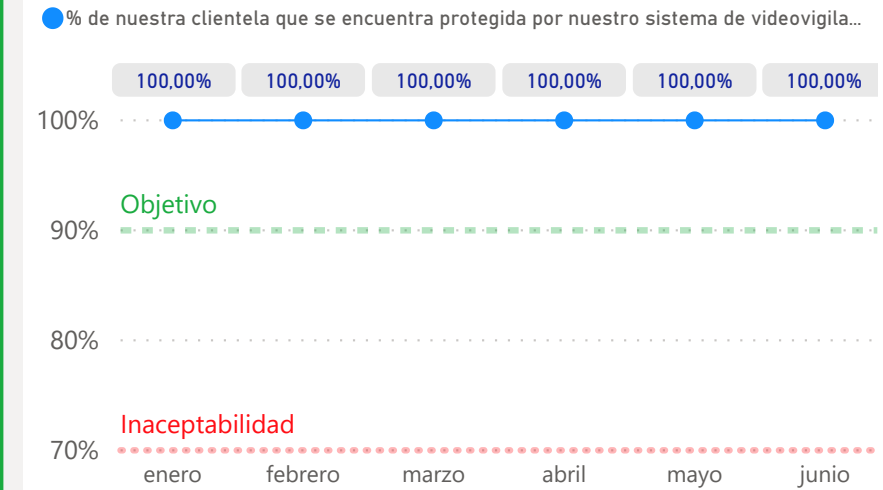 % de nuestra clientela que se encuentra protegida por nuestro sistema de videovigila...
100,00% 100,00% 100,00% 100,00% 100,00% 100,00%
100%
Objetivo
90%
80%
Inaceptabilidad
70%
enero febrero marzo abril mayo junio